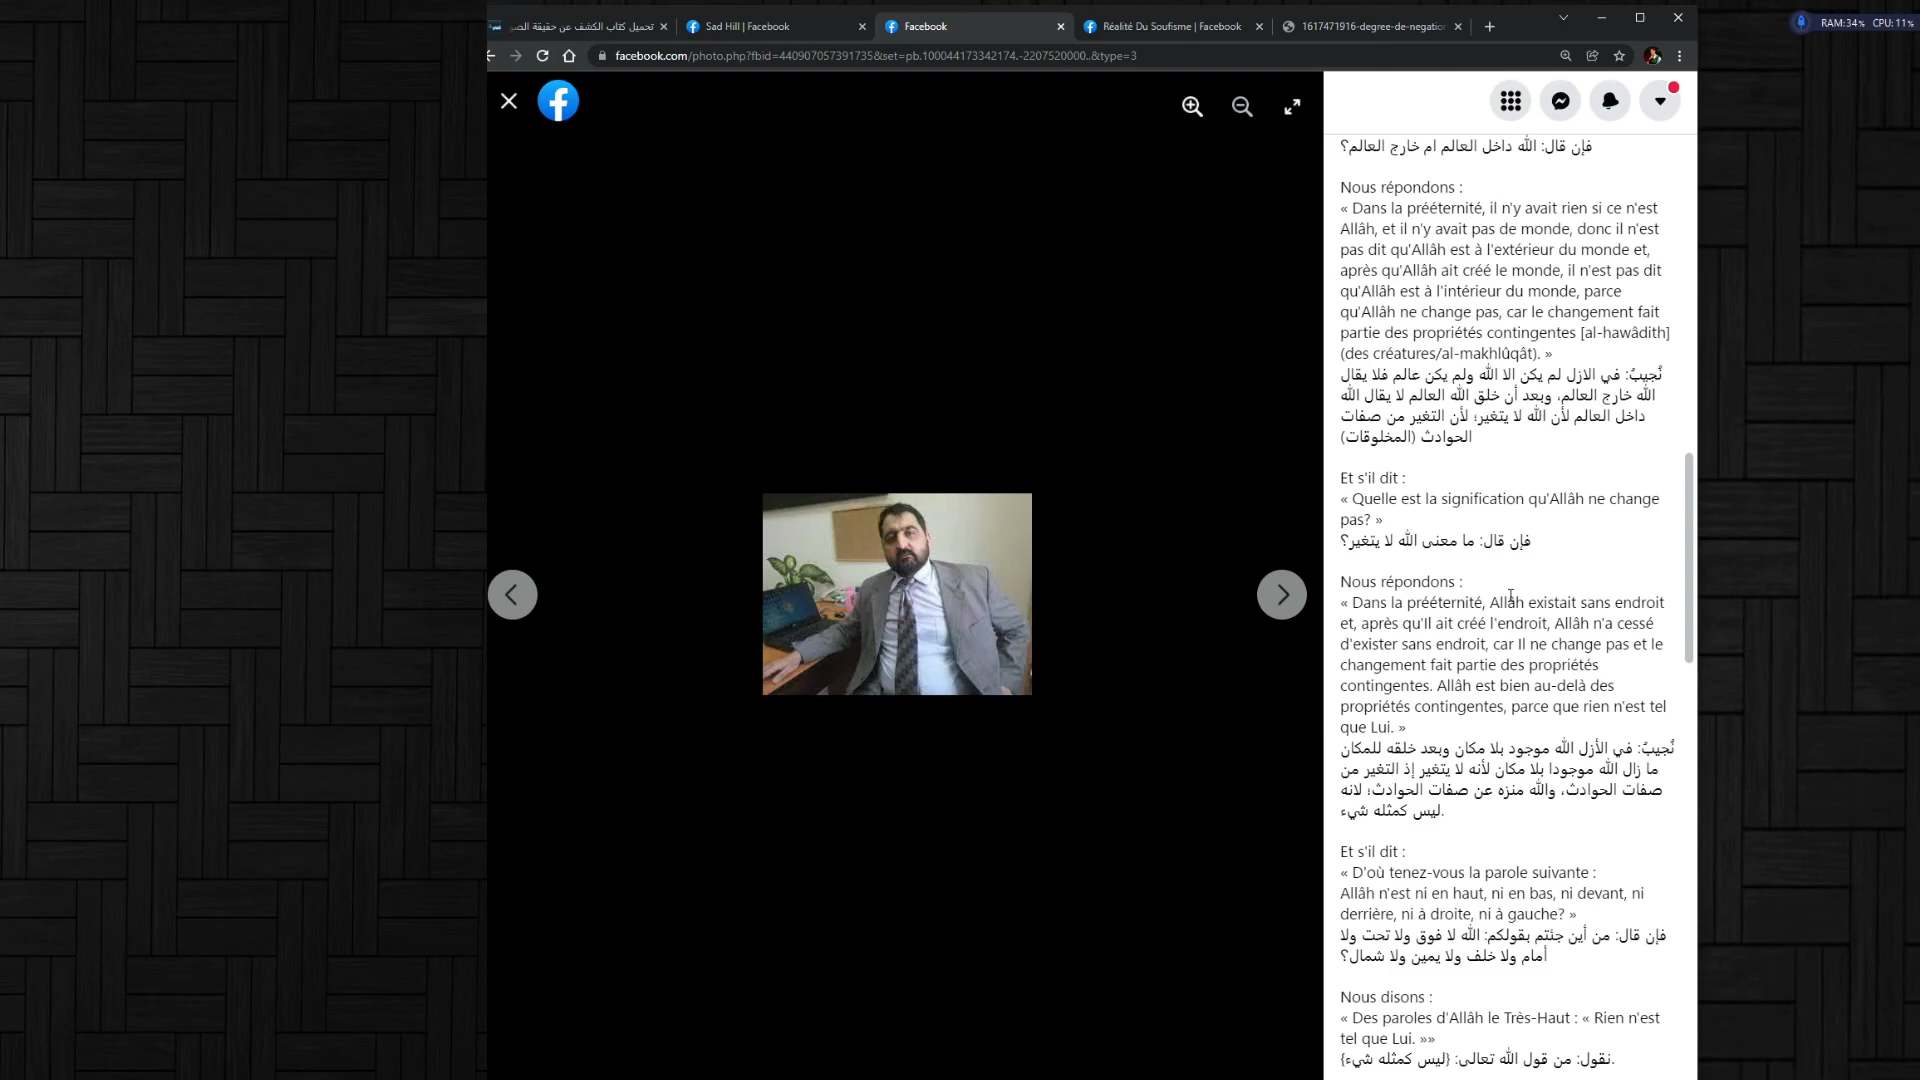 RAM:34% CPU:11%
تحميل كتاب الكشف عن حقيقة الصو
Sad Hill | Facebook
Facebook
Réalité Du Soufisme | Facebook
1617471916-degree-de-negation
facebook.com/photo.php?fbid=440907057391735&set=pb.100044173342174.-2207520000..&type=3
فإن قال: الله داخل العالم ام خارج العالم؟
Nous répondons :
« Dans la prééternité, il n'y avait rien si ce n'est
Allâh, et il n'y avait pas de monde, donc il n'est
pas dit qu'Allâh est à l'extérieur du monde et,
après qu'Allâh ait créé le monde, il n'est pas dit
qu'Allâh est à l'intérieur du monde, parce
qu'Allâh ne change pas, car le changement fait
partie des propriétés contingentes [al-hawâdith]
(des créatures/al-makhlûqât). »
نُجيبُ: في الازل لم يكن الا الله ولم يكن عالم فلا يقال
الله خارج العالم، وبعد أن خلق الله العالم لا يقال الله
داخل العالم لأن الله لا يتغير؛ لأن التغير من صفات
الحوادث (المخلوقات)
Et s'il dit :
« Quelle est la signification qu'Allâh ne change
pas? »
فإن قال: ما معنى الله لا يتغير؟
Nous répondons :
« Dans la prééternité, Allâh existait sans endroit
et, après qu'Il ait créé l'endroit, Allâh n'a cessé
d'exister sans endroit, car Il ne change pas et le
changement fait partie des propriétés
contingentes. Allâh est bien au-delà des
propriétés contingentes, parce que rien n'est tel
que Lui. »
نُجيبُ: في الأزل الله موجود بلا مكان وبعد خلقه للمكان
ما زال الله موجودا بلا مكان لأنه لا يتغير إذ التغير من
صفات الحوادث، والله منزه عن صفات الحوادث؛ لانه
ليس كمثله شيء.
Et s'il dit :
« D'où tenez-vous la parole suivante :
Allâh n'est ni en haut, ni en bas, ni devant, ni
derrière, ni à droite, ni à gauche? »
فإن قال: من أين جئتم بقولكم: الله لا فوق ولا تحت ولا
أمام ولا خلف ولا يمين ولا شمال؟
Nous disons :
« Des paroles d'Allâh le Très-Haut : « Rien n'est
tel que Lui. »»
نقول: من قول الله تعالى: {ليس كمثله شيء}.